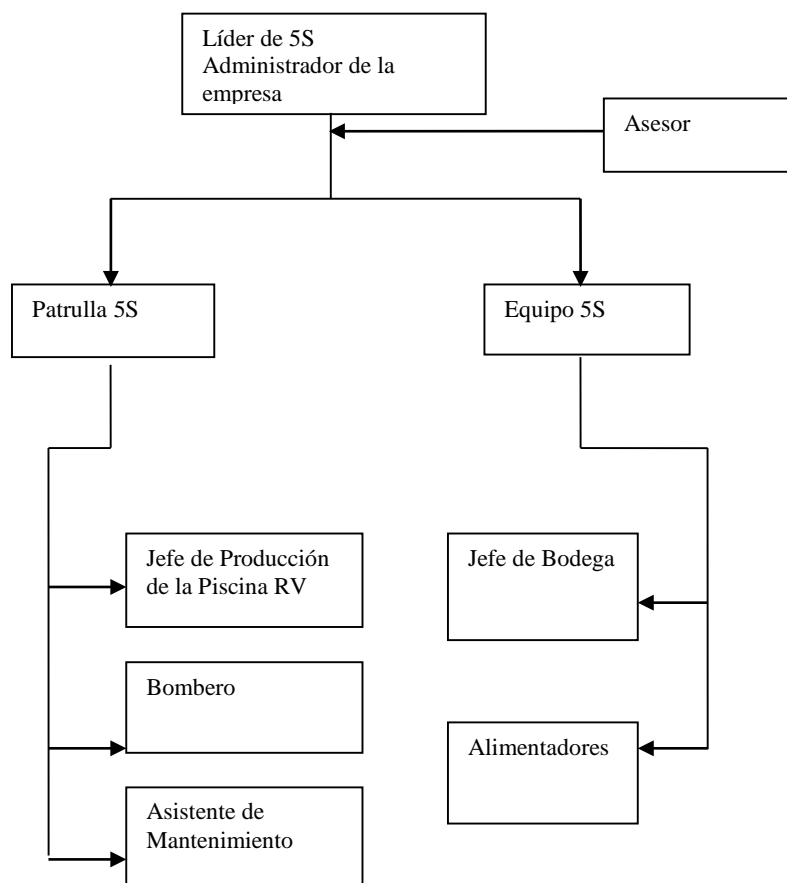 Líder de 5S
Administrador de la
empresa
Asesor
Patrulla 5S
Equipo 5S
Jefe de Producción
de la Piscina RV
Jefe de Bodega
Bombero
Alimentadores
Asistente de
Mantenimiento